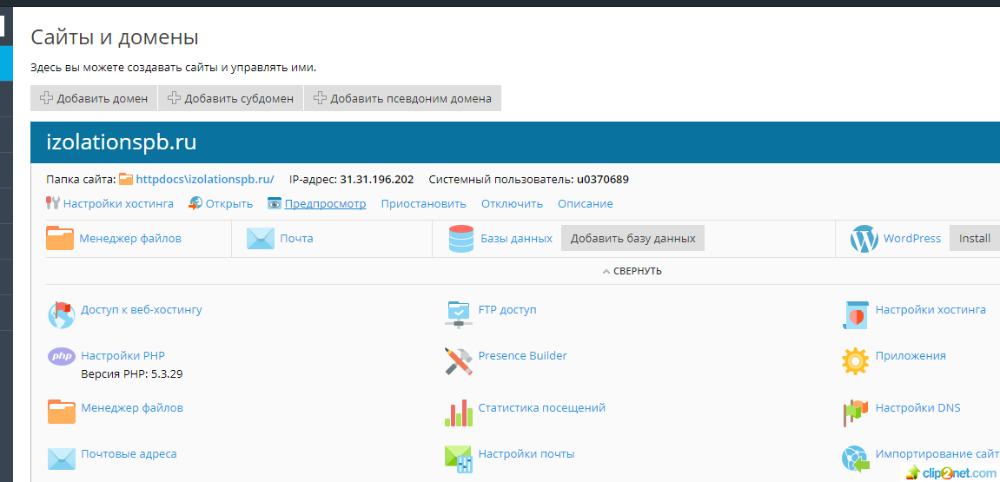 Сайты и домены
Здесь вы можете создавать сайты и управлять ими.
Добавить домен Добавить субдомен Добавить псевдоним домена
izolationspb.ru
Папка сайта: httpdocs\izolationspb.ru/ IP-адрес: 31.31.196.202 Системный пользователь: u0370689
Настройки хостинга Открыть Предпросмотр Приостановить Отключить Описание
Менеджер файлов Почта Базы данных Добавить базу данных WordPress Install
СВЕРНУТЬ
Доступ к веб-хостингу FTP доступ Настройки хостинга
php Настройки PHP Presence Builder Приложения
Версия PHP: 5.3.29
Менеджер файлов Статистика посещений Настройки DNS
Почтовые адреса Настройки почты Импортирование сайт
clip2net.com